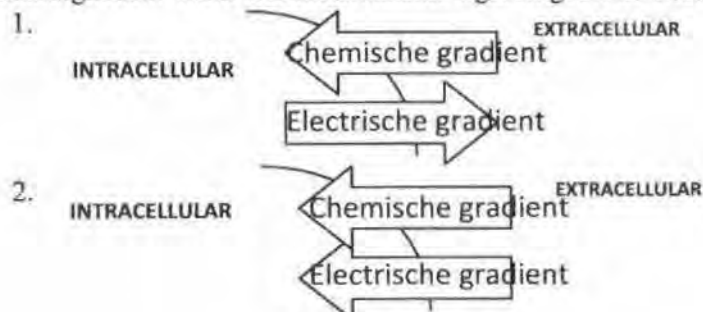 1.
EXTRACELLULAR
Chemische gradient
INTRACELLULAR
Electrische gradient
2.
EXTRACELLULAR
INTRACELLULAR
Chemische gradient
Electrische gradient